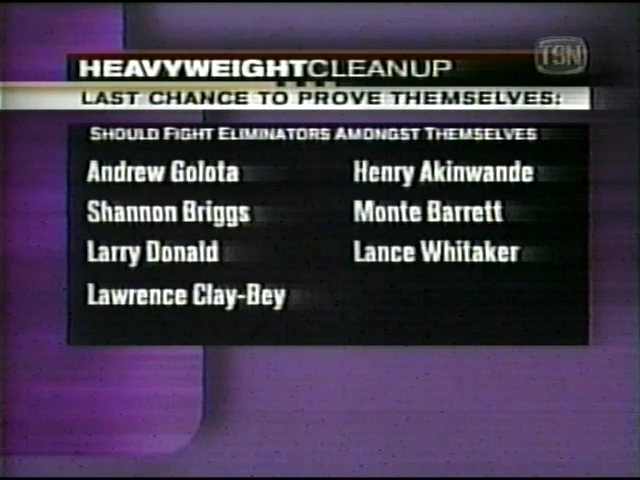 TSN
HEAVYWEIGHTCLEANUP
LAST CHANCE TO PROVE THEMSELVES:
SHOULD FIGHT ELIMINATORS AMONGST THEMSELVES
Andrew Golota
Shannon Briggs
Larry Donald
Lawrence Clay-Bey
Henry Akinwande
Monte Barrett
Lance Whitaker